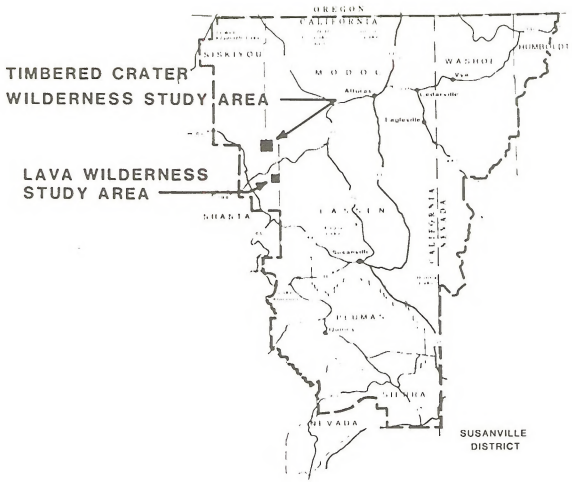 OREGON
CALIFORNIA
SISKIYOU
MODOC
WASHOE
HUMBOLDT
TIMBERED CRATER
WILDERNESS STUDY AREA
Alturas
Vya
Cedarville
Eagleville
LAVA WILDERNESS
STUDY AREA
SHASTA
LASSEN
CALIFORNIA
NEVADA
Susanville
PLUMAS
Quincy
SIERRA
NEVADA
SUSANVILLE
DISTRICT